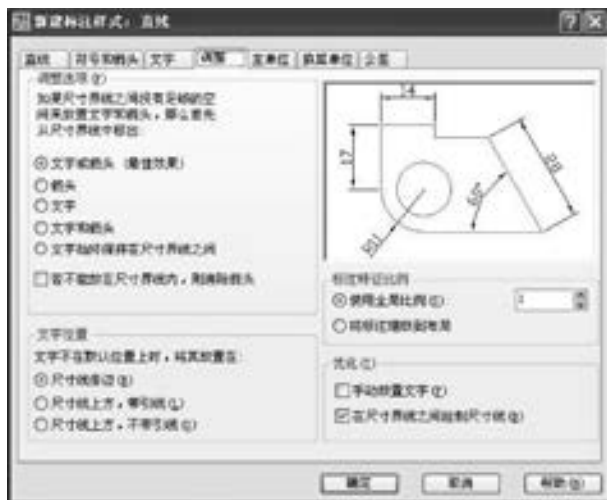 新建标注样式：直线
直线 符号和箭头 文字 调整 主单位 换算单位 公差
调整选项(F)
如果尺寸界线之间没有足够的空
间来放置文字和箭头，那么首先
从尺寸界线中移出：
文字或箭头（最佳效果）
箭头
文字
文字和箭头
文字始终保持在尺寸界线之间
若不能放在尺寸界线内，则消除箭头
文字位置
文字不在默认位置上时，将其放置在：
尺寸线旁边(B)
尺寸线上方，带引线(L)
尺寸线上方，不带引线(O)
14
17
28
60°
R11
标注特征比例
使用全局比例(S)
1
将标注缩放到布局
优化(T)
手动放置文字(P)
在尺寸界线之间绘制尺寸线(D)
确定 取消 帮助(H)